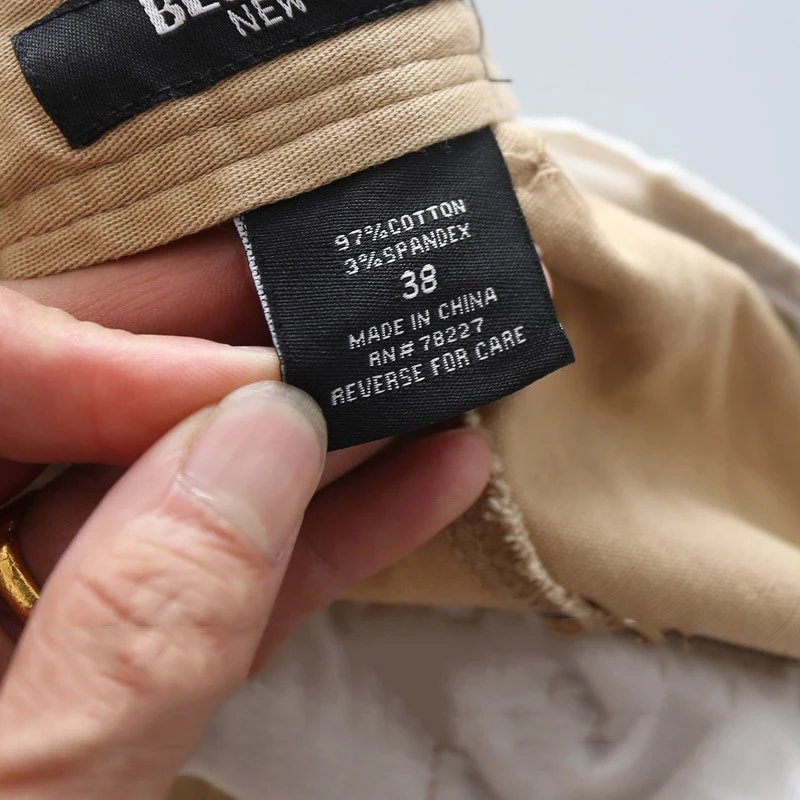 NEW
97%COTTON
3%SPANDEX
38
MADE IN CHINA
RN# 78227
REVERSE FOR CARE